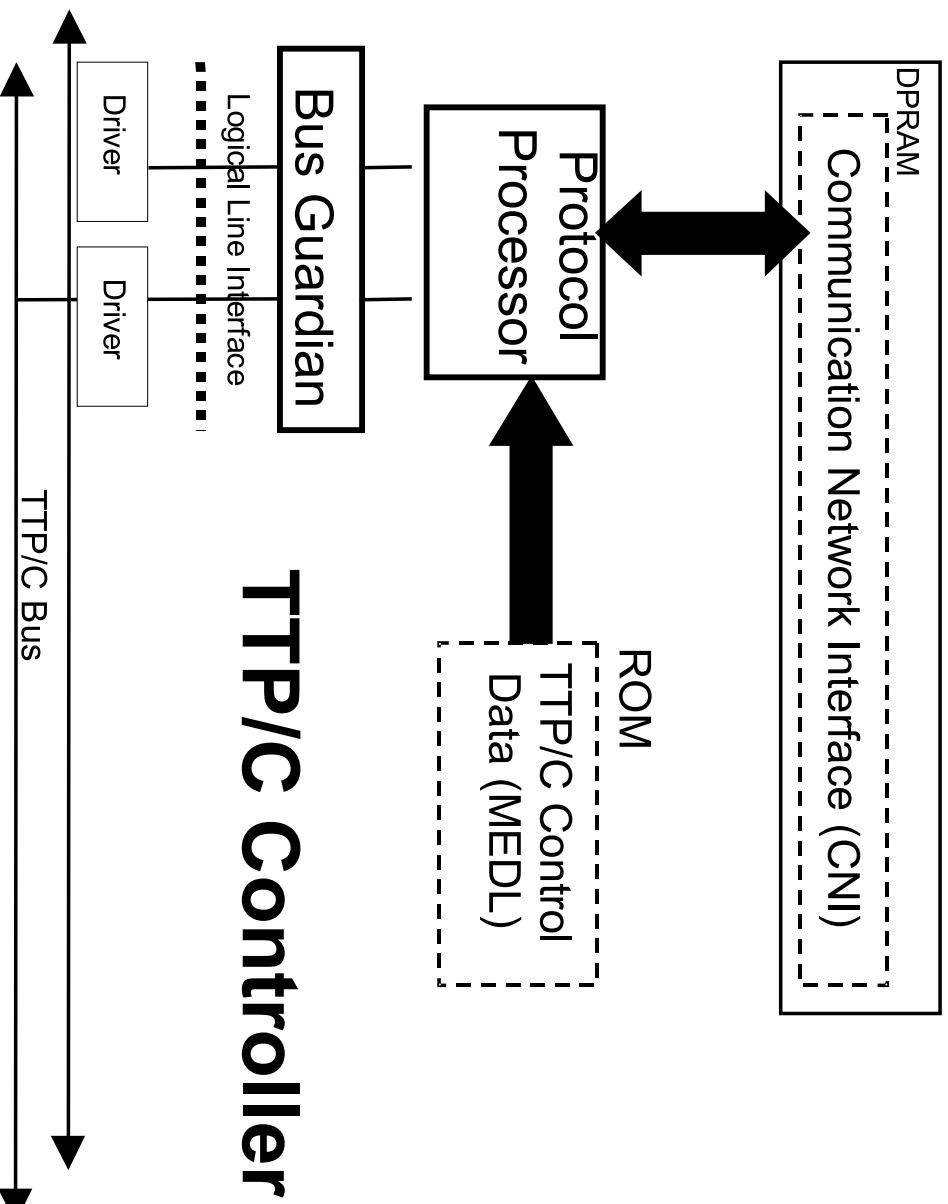 DPRAM
Communication Network Interface (CNI)
Protocol
Processor
ROM
TTP/C Control
Data (MEDL)
Bus Guardian
TTP/C Controller
Logical Line Interface
Driver
Driver
TTP/C Bus